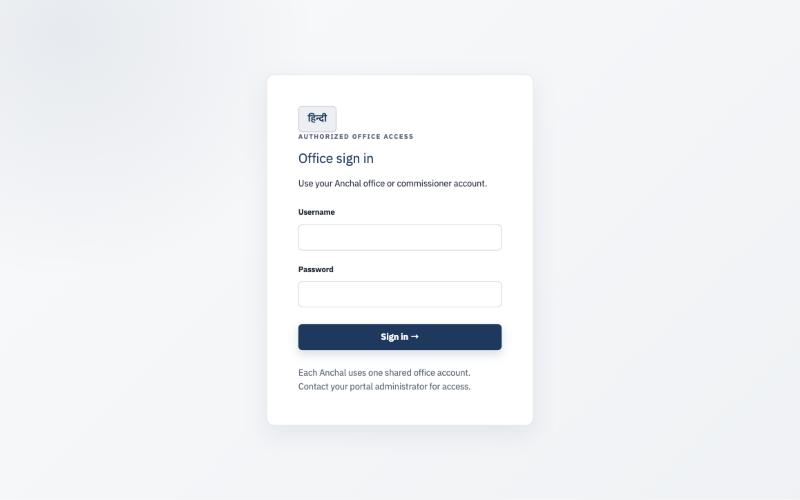 हिन्दी
AUTHORIZED OFFICE ACCESS
Office sign in
Use your Anchal office or commissioner account.
Username
Password
Sign in →
Each Anchal uses one shared office account.
Contact your portal administrator for access.